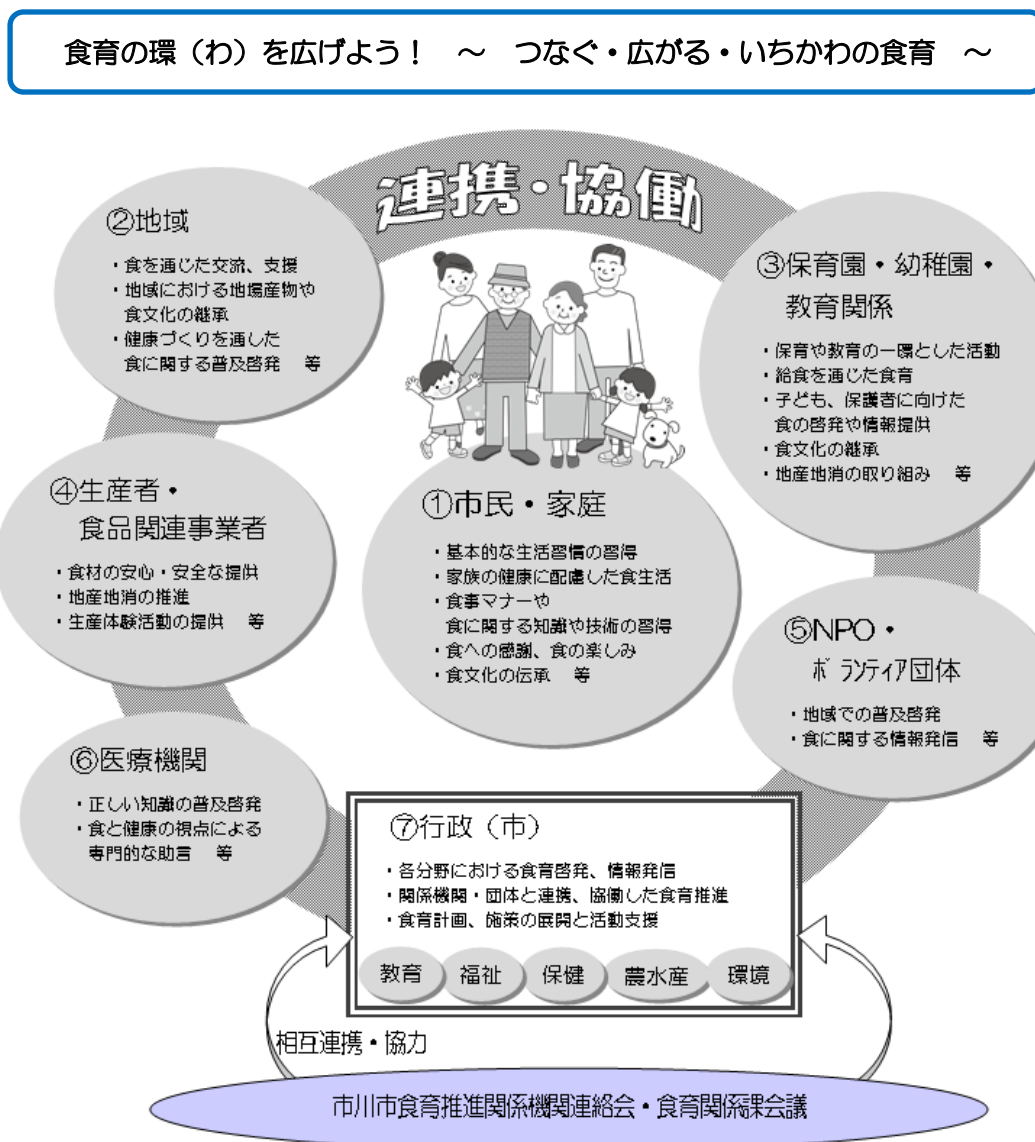 食育の環（わ）を広げよう！　～　つなぐ・広がる・いちかわの食育　～
連携・協働
②地域
・食を通じた交流、支援
・地域における地場産物や
食文化の継承
・健康づくりを通した
食に関する普及啓発　等
③保育園・幼稚園・
教育関係
・保育や教育の一環とした活動
・給食を通じた食育
・子ども、保護者に向けた
食の啓発や情報提供
・食文化の継承
・地産地消の取り組み　等
④生産者・
食品関連事業者
・食材の安心・安全な提供
・地産地消の推進
・生産体験活動の提供　等
①市民・家庭
・基本的な生活習慣の習得
・家族の健康に配慮した食生活
・食事マナーや
食に関する知識や技術の習得
・食への感謝、食の楽しみ
・食文化の伝承　等
⑤NPO・
ボランティア団体
・地域での普及啓発
・食に関する情報発信　等
⑥医療機関
・正しい知識の普及啓発
・食と健康の視点による
専門的な助言　等
⑦行政（市）
・各分野における食育啓発、情報発信
・関係機関・団体と連携、協働した食育推進
・食育計画、施策の展開と活動支援
教育　福祉　保健　農水産　環境
相互連携・協力
市川市食育推進関係機関連絡会・食育関係課会議